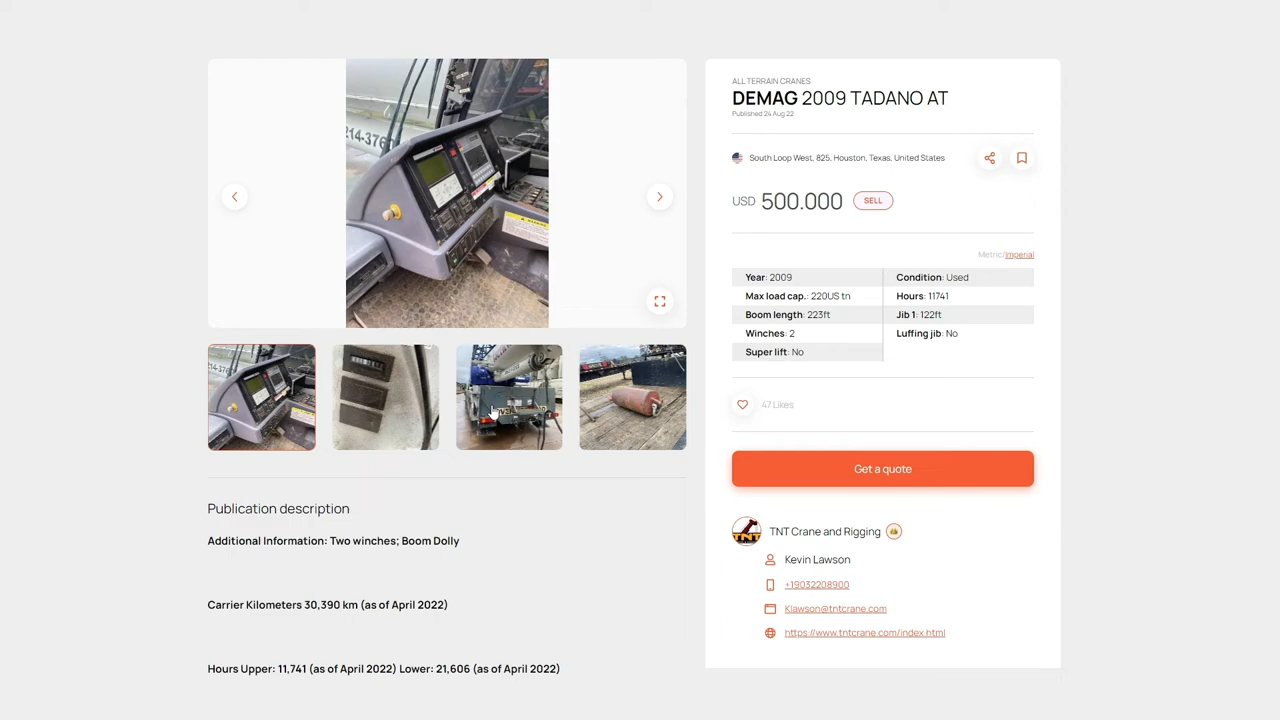 214-3760
Publication description
Additional Information: Two winches; Boom Dolly
Carrier Kilometers 30,390 km (as of April 2022)
Hours Upper: 11,741 (as of April 2022) Lower: 21,606 (as of April 2022)
ALL TERRAIN CRANES
DEMAG 2009 TADANO AT
Published 24 Aug 22
South Loop West, 825, Houston, Texas, United States
USD 500.000 SELL
Metric/Imperial
Year: 2009
Condition: Used
Max load cap.: 220US tn
Hours: 11741
Boom length: 223ft
Jib 1: 122ft
Winches: 2
Luffing jib: No
Super lift: No
47 Likes
Get a quote
TNT
TNT Crane and Rigging
Kevin Lawson
+19032208900
Klawson@tntcrane.com
https://www.tntcrane.com/index.html